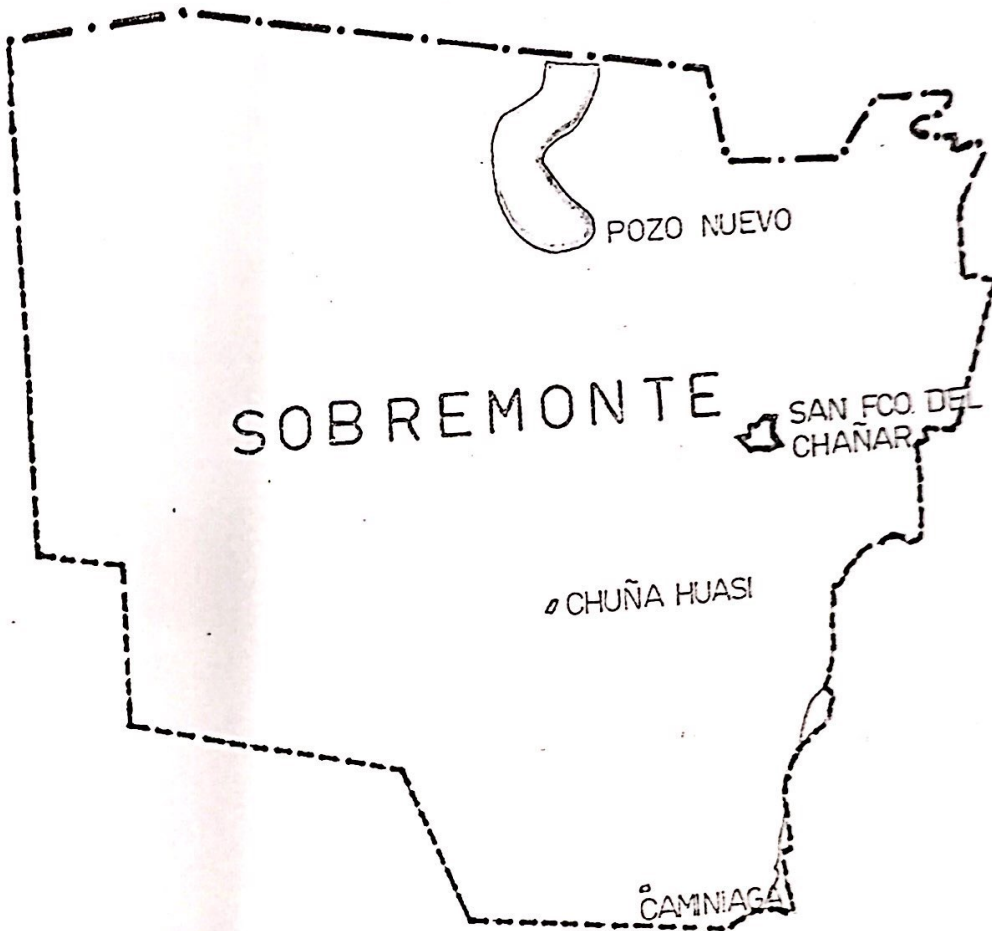 POZO NUEVO
SOBREMONTE
SAN FCO. DEL
CHAÑAR
CHUÑA HUASI
CAMINIAGA